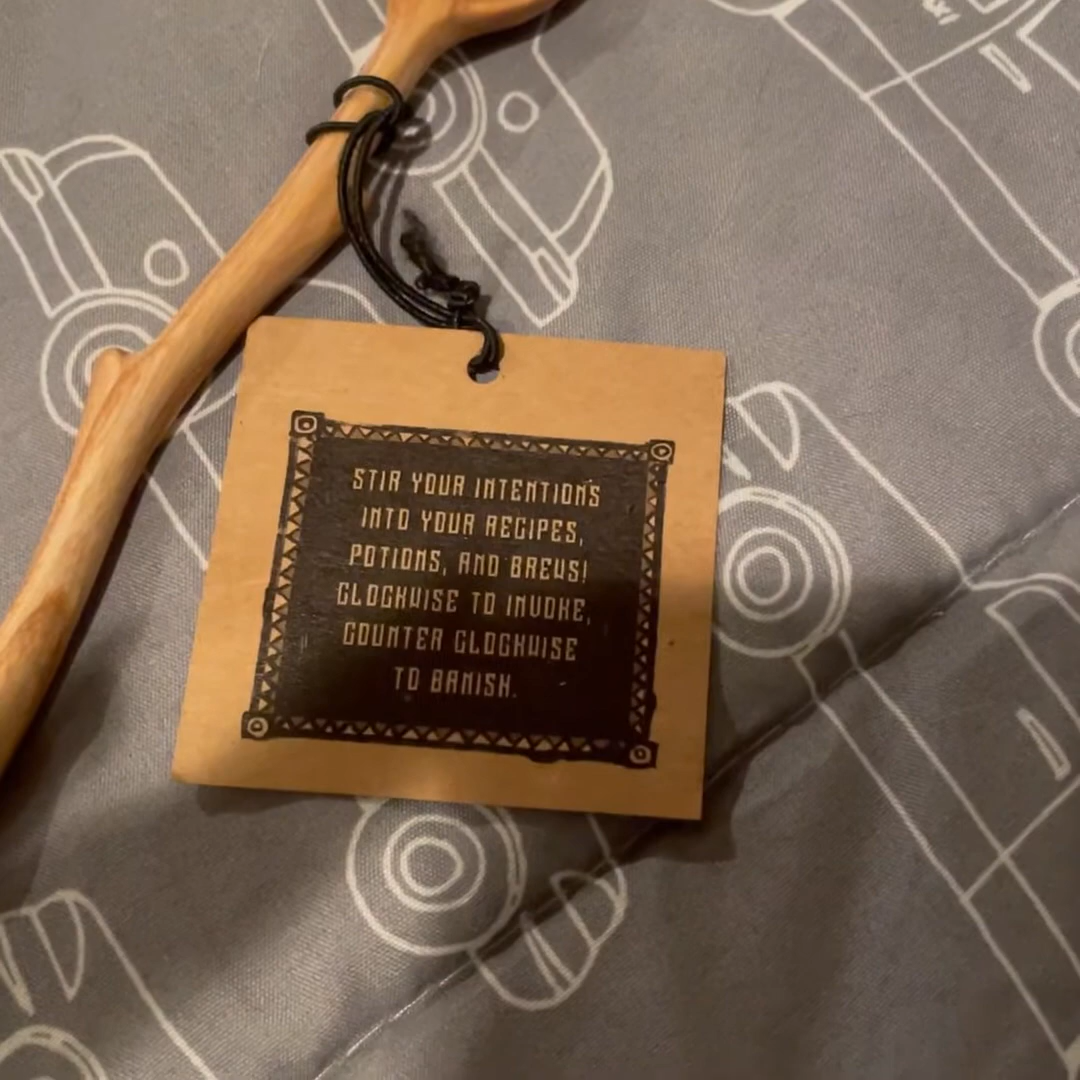 STIR YOUR INTENTIONS
INTO YOUR RECIPES,
POTIONS, AND BREWS!
CLOCKWISE TO INVOKE,
COUNTER CLOCKWISE
TO BANISH.